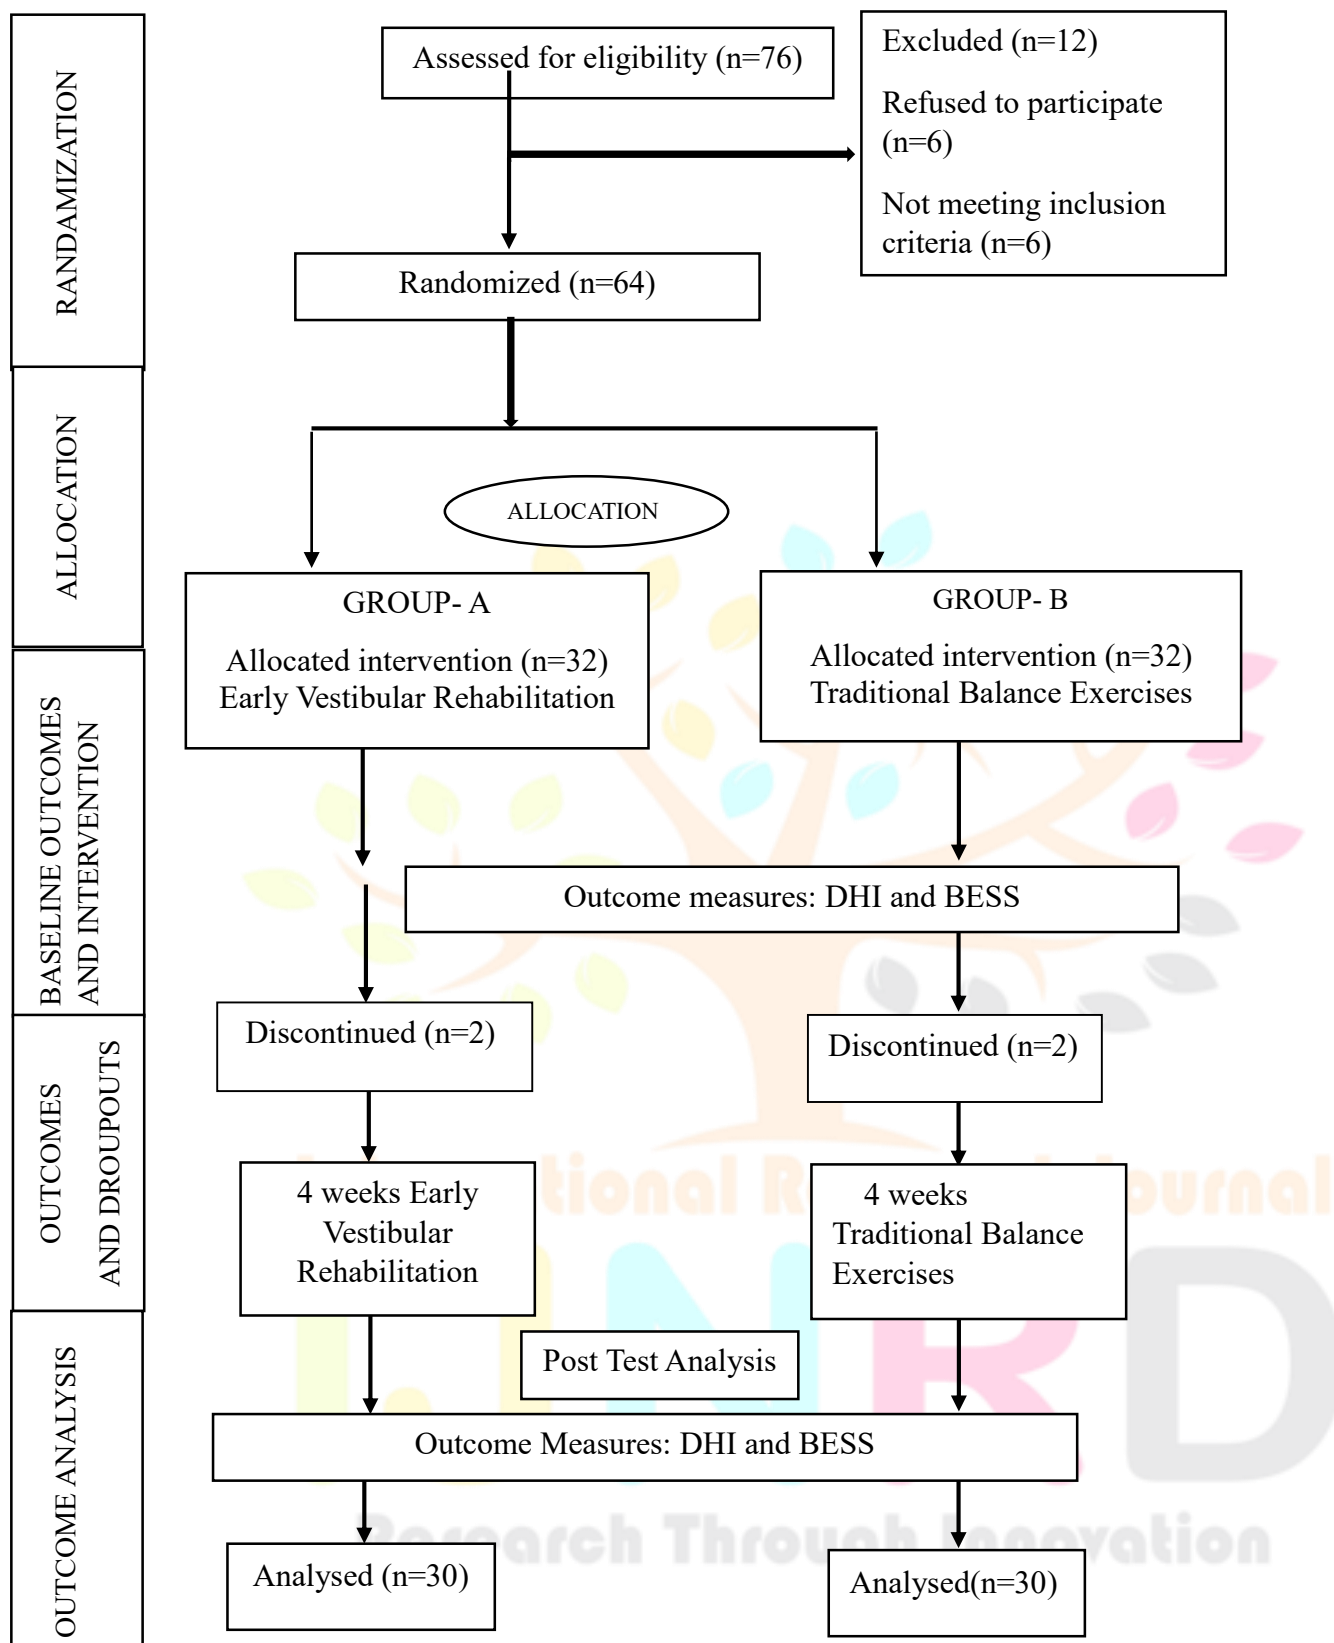 RANDAMIZATION
Assessed for eligibility (n=76)
Excluded (n=12)
Refused to participate
(n=6)
Not meeting inclusion
criteria (n=6)
Randomized (n=64)
ALLOCATION
ALLOCATION
GROUP- A
Allocated intervention (n=32)
Early Vestibular Rehabilitation
GROUP- B
Allocated intervention (n=32)
Traditional Balance Exercises
BASELINE OUTCOMES
AND INTERVENTION
Outcome measures: DHI and BESS
Discontinued (n=2)
Discontinued (n=2)
OUTCOMES
AND DROUPOUTS
4 weeks Early
Vestibular
Rehabilitation
4 weeks
Traditional Balance
Exercises
Post Test Analysis
OUTCOME ANALYSIS
Outcome Measures: DHI and BESS
Research Through Innovation
Analysed (n=30)
Analysed(n=30)